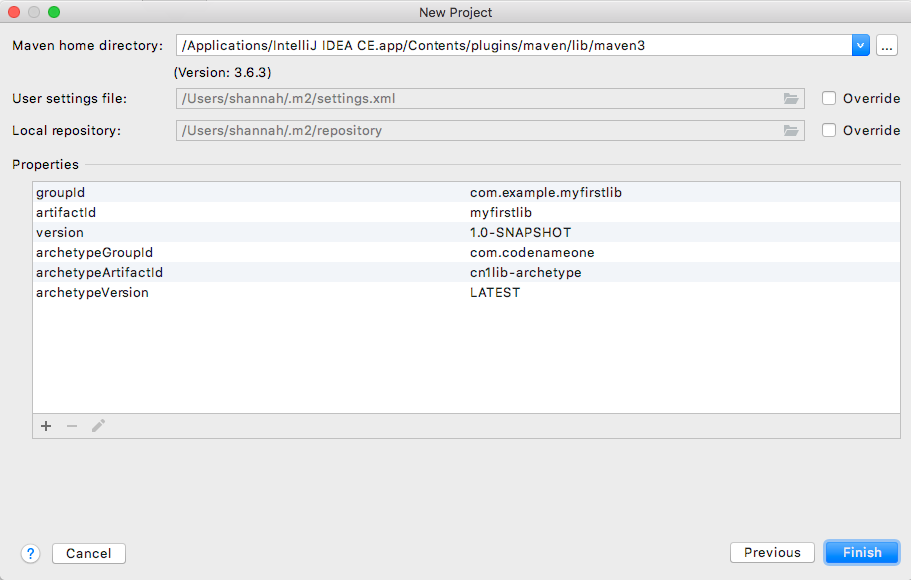 New Project
Maven home directory: /Applications/IntelliJ IDEA CE.app/Contents/plugins/maven/lib/maven3 ...
(Version: 3.6.3)
User settings file: /Users/shannah/.m2/settings.xml Override
Local repository: /Users/shannah/.m2/repository Override
Properties
groupId com.example.myfirstlib
artifactId myfirstlib
version 1.0-SNAPSHOT
archetypeGroupId com.codenameone
archetypeArtifactId cn1lib-archetype
archetypeVersion LATEST
? Cancel Previous Finish